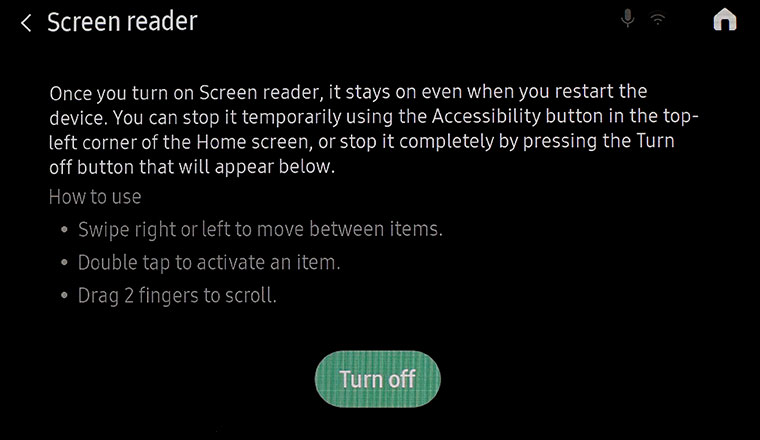 Screen reader
Once you turn on Screen reader, it stays on even when you restart the
device. You can stop it temporarily using the Accessibility button in the top-
left corner of the Home screen, or stop it completely by pressing the Turn
off button that will appear below.
How to use
• Swipe right or left to move between items.
• Double tap to activate an item.
• Drag 2 fingers to scroll.
Turn off